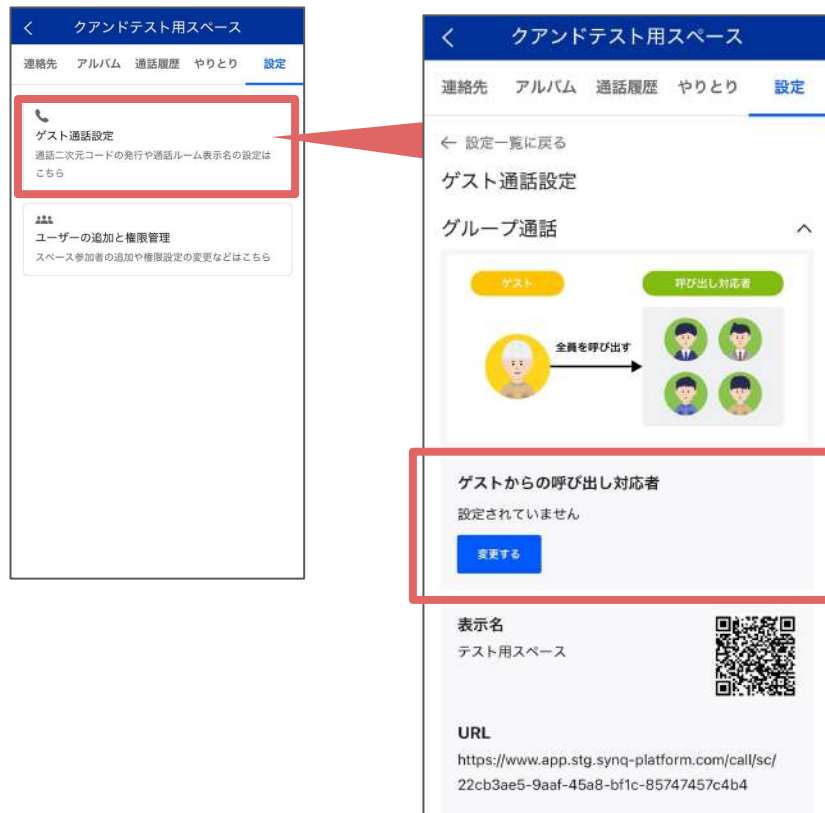 クアンドテスト用スペース
連絡先 アルバム 通話履歴 やりとり 設定
ゲスト通話設定
通話二次元コードの発行や通話ルーム表示名の設定は
こちら
ユーザーの追加と権限管理
スペース参加者の追加や権限設定の変更などはこちら
クアンドテスト用スペース
連絡先 アルバム 通話履歴 やりとり 設定
← 設定一覧に戻る
ゲスト通話設定
グループ通話
ゲスト 呼び出し対応者
全員を呼び出す
ゲストからの呼び出し対応者
設定されていません
変更する
表示名
テスト用スペース
URL
https://www.app.stg.synq-platform.com/call/sc/
22cb3ae5-9aaf-45a8-bf1c-85747457c4b4